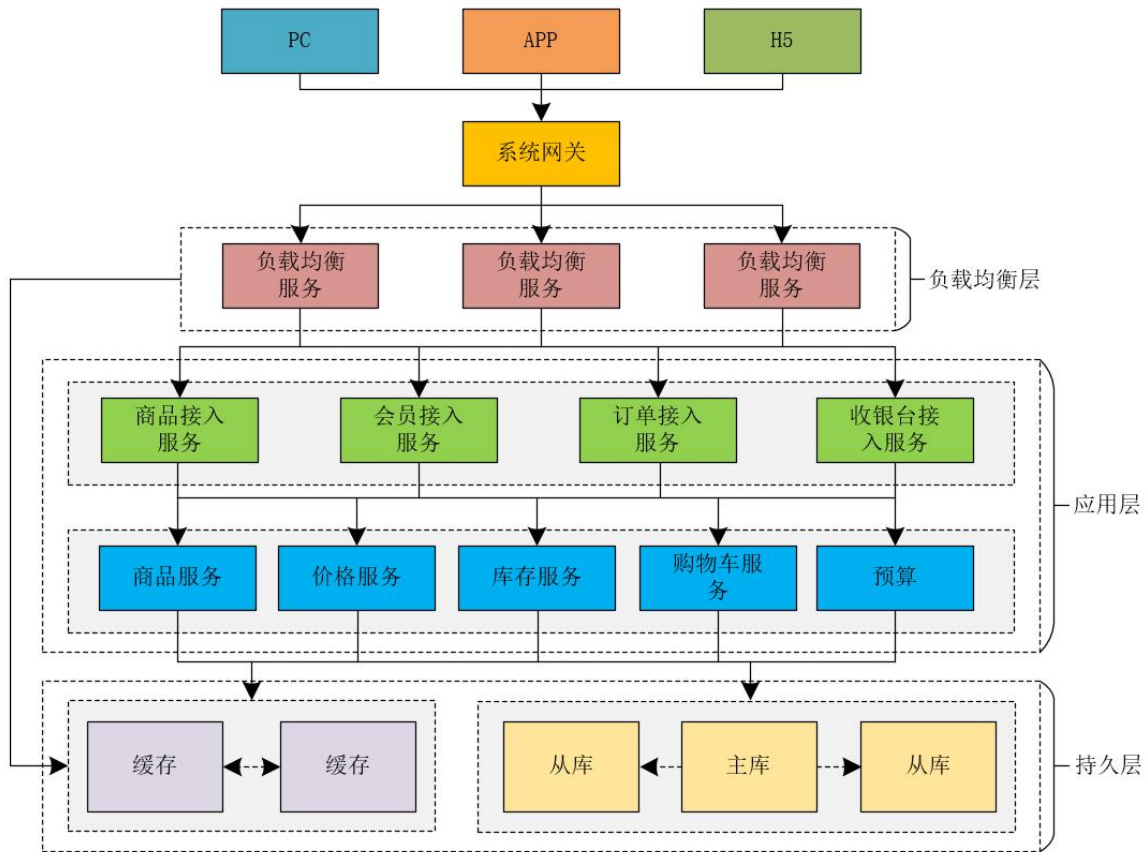 PC
APP
H5
系统网关
负载均衡
服务
负载均衡
服务
负载均衡
服务
负载均衡层
商品接入
服务
会员接入
服务
订单接入
服务
收银台接
入服务
应用层
商品服务
价格服务
库存服务
购物车服
务
预算
缓存
缓存
从库
主库
从库
持久层